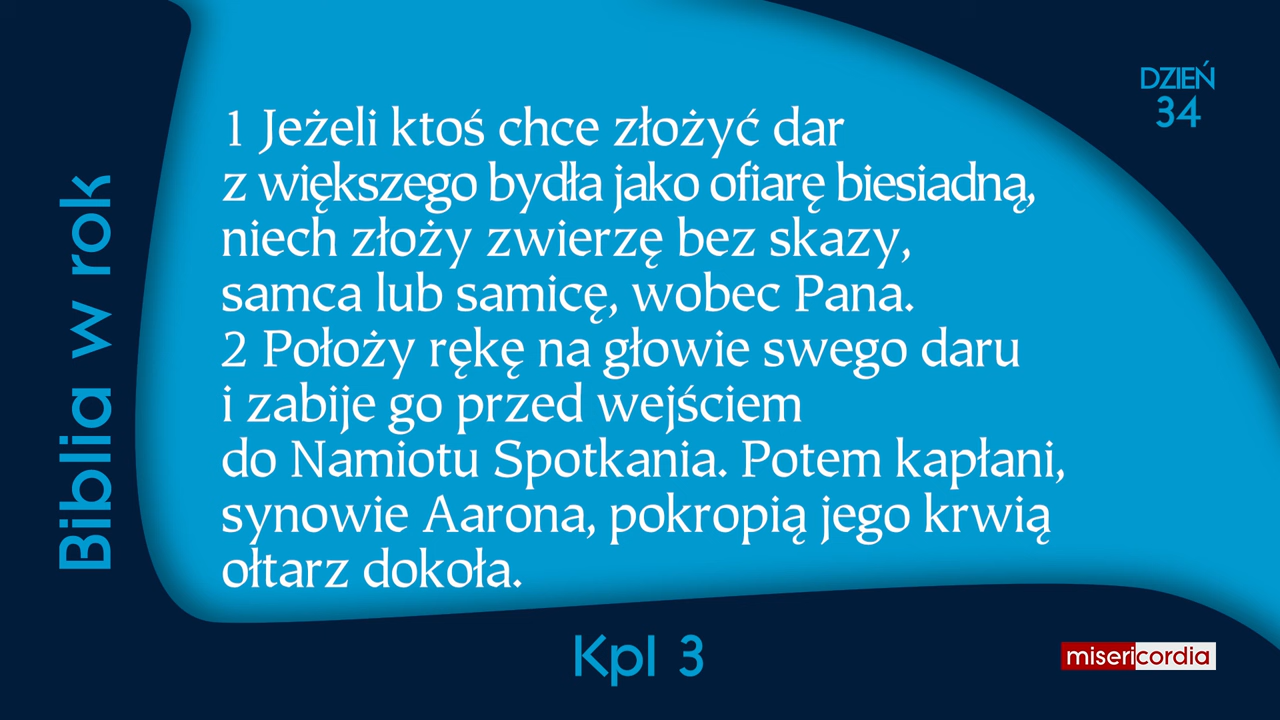 DZIEŃ
34
1 Jeżeli ktoś chce złożyć dar
z większego bydła jako ofiarę biesiadną,
niech złoży zwierzę bez skazy,
samca lub samicę, wobec Pana.
2 Położy rękę na głowie swego daru
i zabije go przed wejściem
do Namiotu Spotkania. Potem kapłani,
synowie Aarona, pokropią jego krwią
ołtarz dokoła.
Biblia w rok
Kpl 3
misericordia